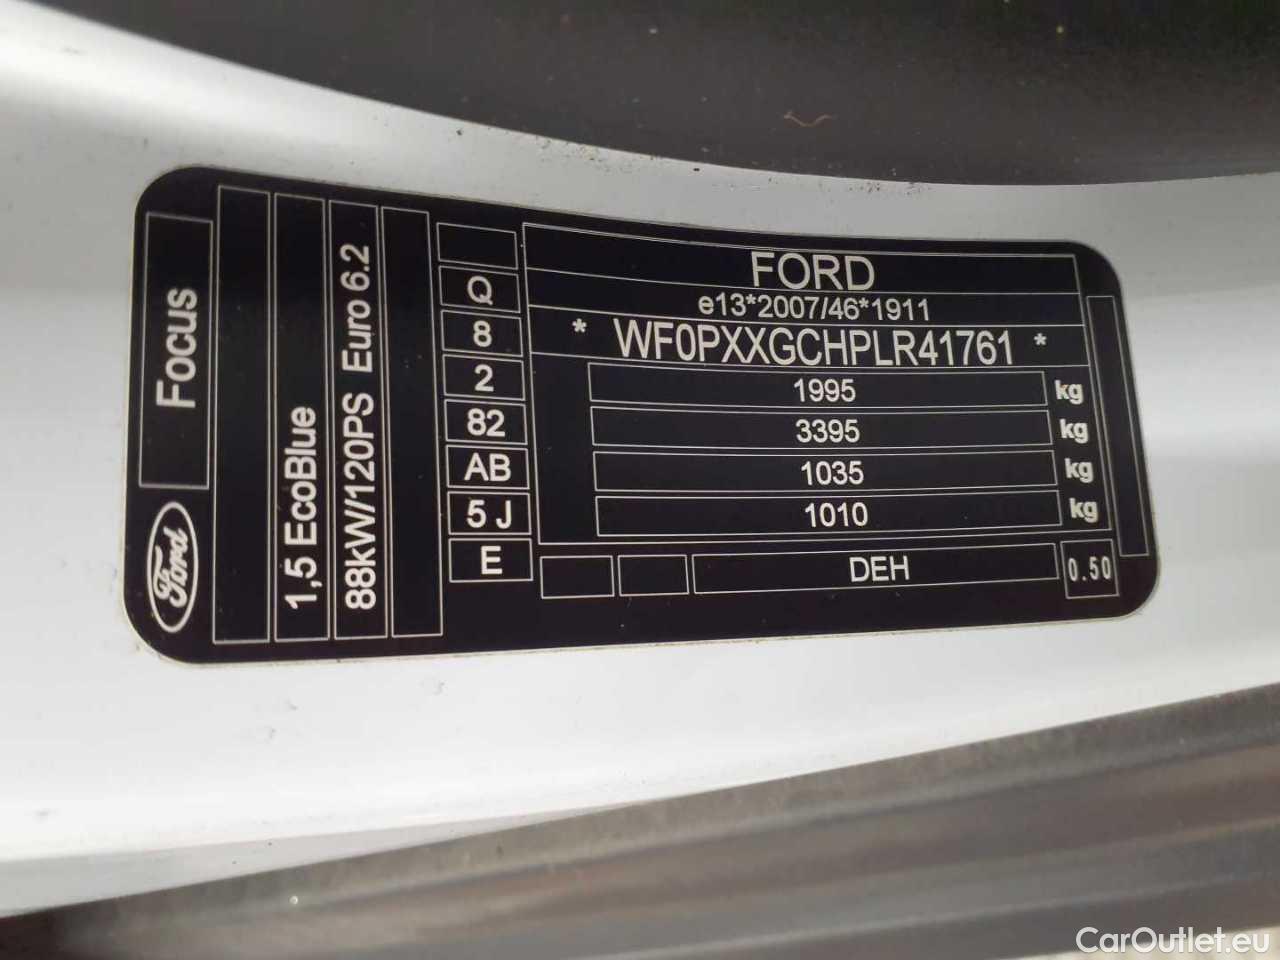 Ford
Focus
1,5 EcoBlue
88kW/120PS Euro 6.2
Q
8
2
82
AB
5 J
E
FORD
e13*2007/46*1911
* WF0PXXGCHPLR41761 *
1995 kg
3395 kg
1035 kg
1010 kg
DEH
0.50
CarOutlet.eu